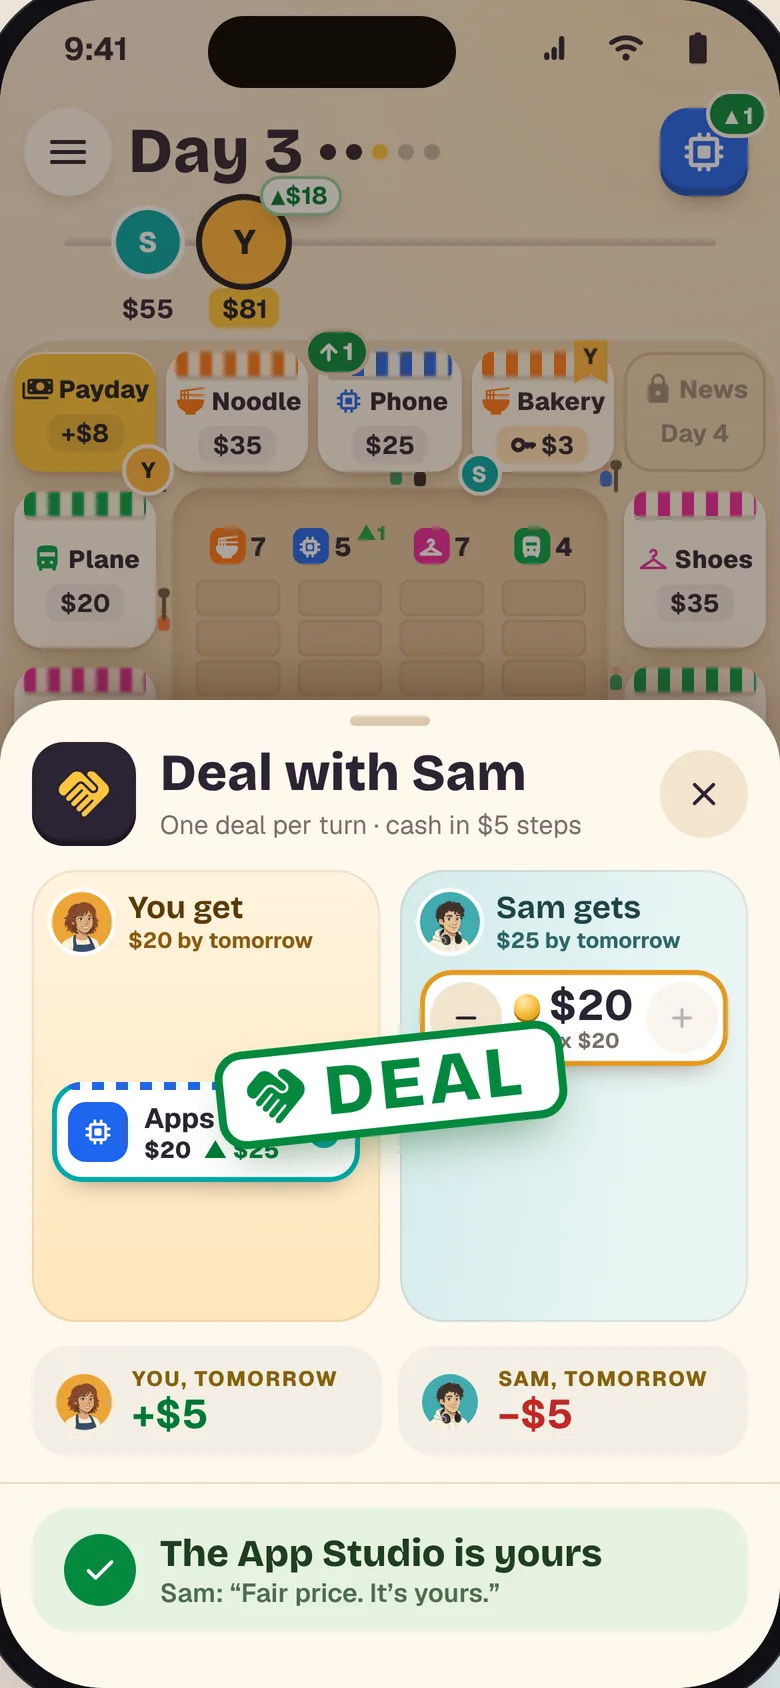 9:41
Day 3
▲1
▲$18
S
Y
$55
$81
↑1
Payday
+$8
Noodle
$35
Phone
$25
Y
Bakery
$3
News
Day 4
Y
S
Plane
$20
7
5
▲1
7
4
Shoes
$35
Deal with Sam
One deal per turn · cash in $5 steps
You get
$20 by tomorrow
Sam gets
$25 by tomorrow
− $20 +
$20
DEAL
Apps
$20 ▲ $25
YOU, TOMORROW
+$5
SAM, TOMORROW
−$5
The App Studio is yours
Sam: “Fair price. It’s yours.”